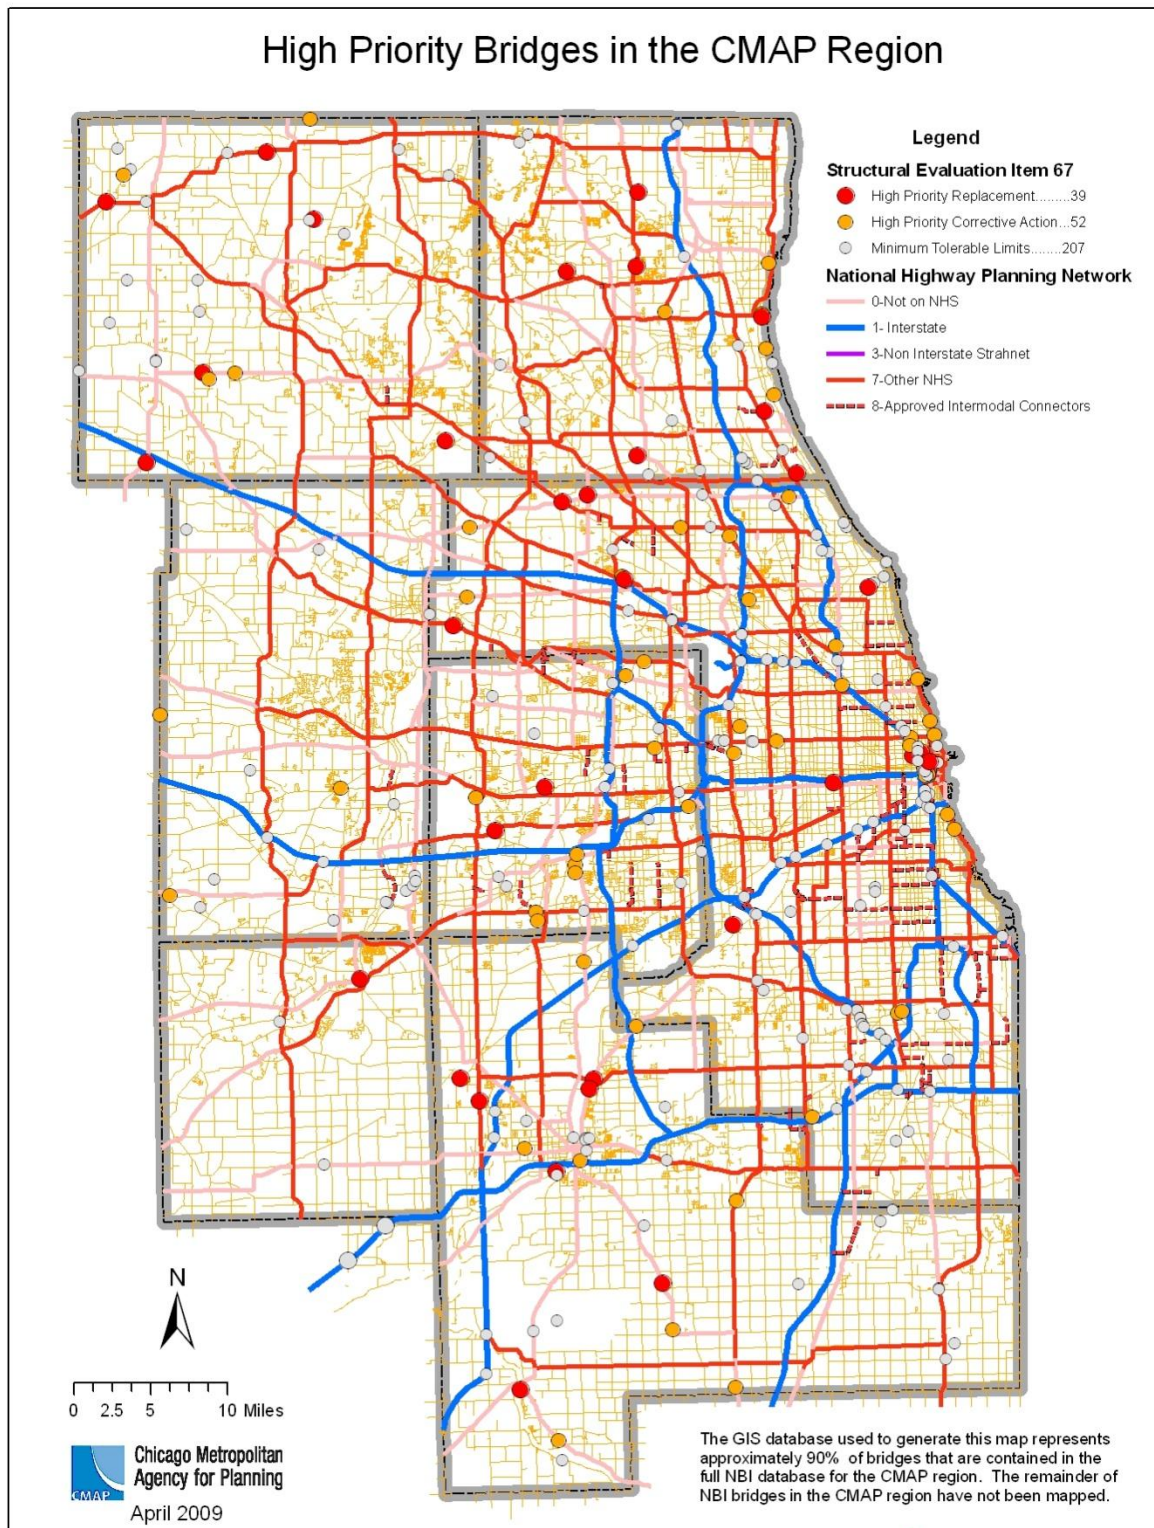 High Priority Bridges in the CMAP Region
Legend
Structural Evaluation Item 67
High Priority Replacement.........39
High Priority Corrective Action...52
Minimum Tolerable Limits........207
National Highway Planning Network
0-Not on NHS
1- Interstate
3-Non Interstate Strahnet
7-Other NHS
8-Approved Intermodal Connectors
N
0 2.5 5 10 Miles
CMAP
Chicago Metropolitan
Agency for Planning
April 2009
The GIS database used to generate this map represents
approximately 90% of bridges that are contained in the
full NBI database for the CMAP region. The remainder of
NBI bridges in the CMAP region have not been mapped.